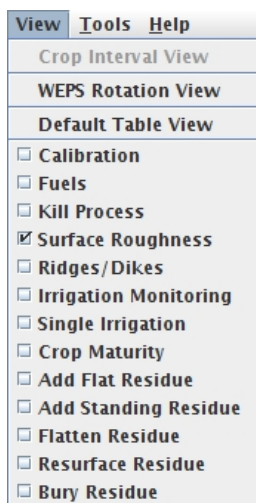 View Tools Help
Crop Interval View
WEPS Rotation View
Default Table View
Calibration
Fuels
Kill Process
Surface Roughness
Ridges/Dikes
Irrigation Monitoring
Single Irrigation
Crop Maturity
Add Flat Residue
Add Standing Residue
Flatten Residue
Resurface Residue
Bury Residue